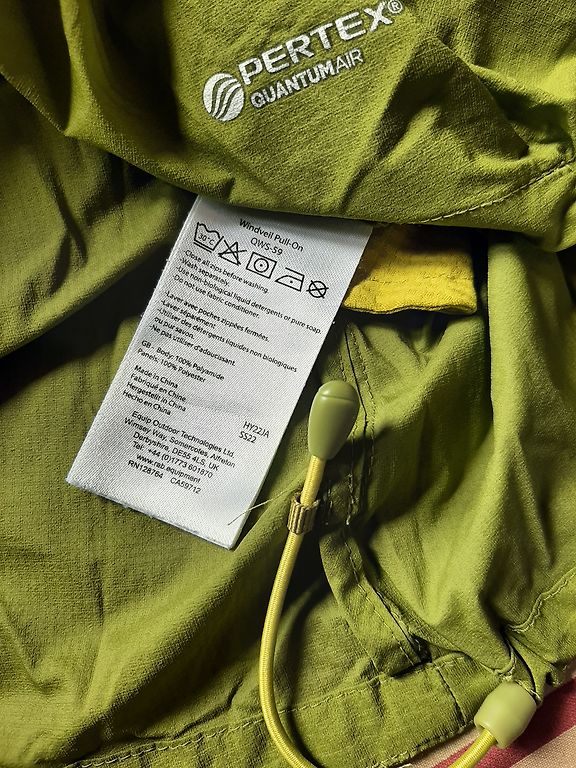 PERTEX®
QUANTUMAIR
Windveil Pull-On
QWS-59
30°C
Close all zips before washing
Wash separately.
-Use non-biological liquid detergents or pure soap.
Do not use fabric conditioner.
-Laver avec poches zippées fermées.
-Laver séparément.
-Utiliser des détergents liquides non biologiques
ou pur savon.
-Ne pas utiliser d'adoucissant.
GB : Body: 100% Polyamide
Panels: 100% Polyester
Made in China
Fabriqué en Chine
Hergestellt in China
Hecho en China
HY22JA
SS22
Equip Outdoor Technologies Ltd.
Wimsey Way, Somercotes, Alfreton
Derbyshire, DE55 4LS, UK
Tel: +44 (0)1773 601870
www.rab.equipment
RN128764 CA59712